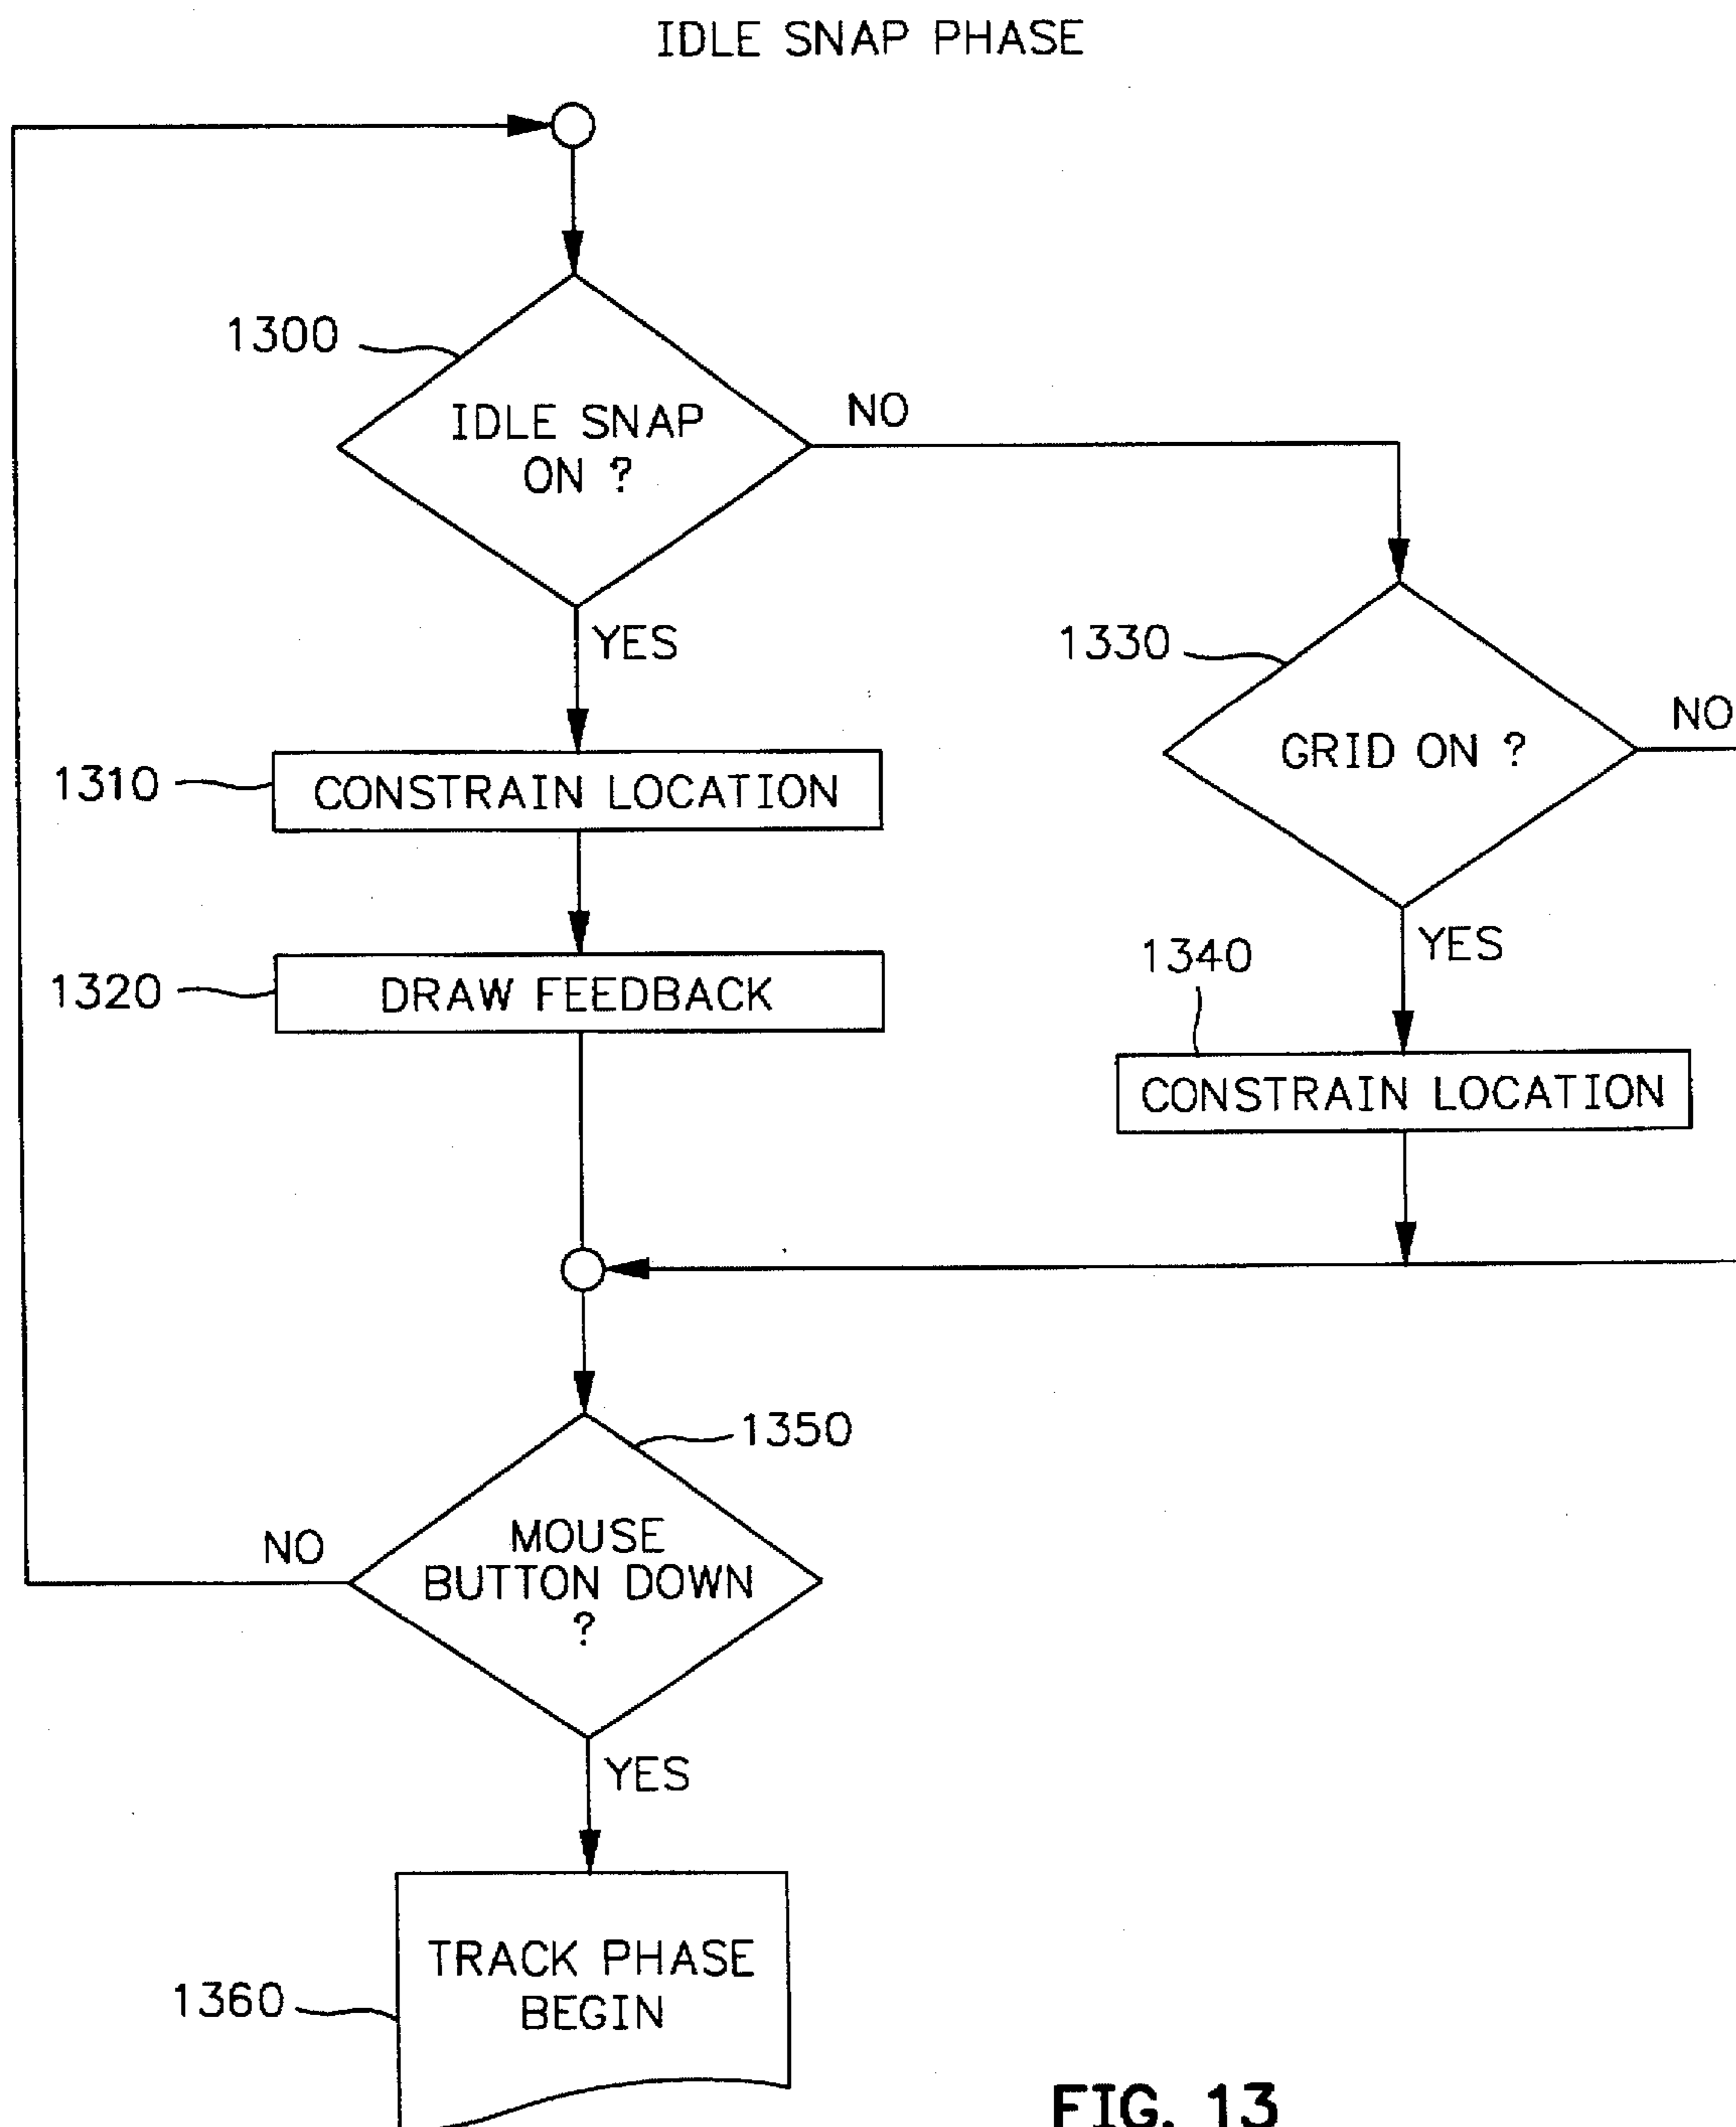 IDLE SNAP PHASE
1300
IDLE SNAP
ON ?
NO
YES
1330
GRID ON ?
NO
1310
CONSTRAIN LOCATION
YES
1340
1320
DRAW FEEDBACK
CONSTRAIN LOCATION
1350
MOUSE
BUTTON DOWN
?
NO
YES
TRACK PHASE
BEGIN
1360
FIG. 13